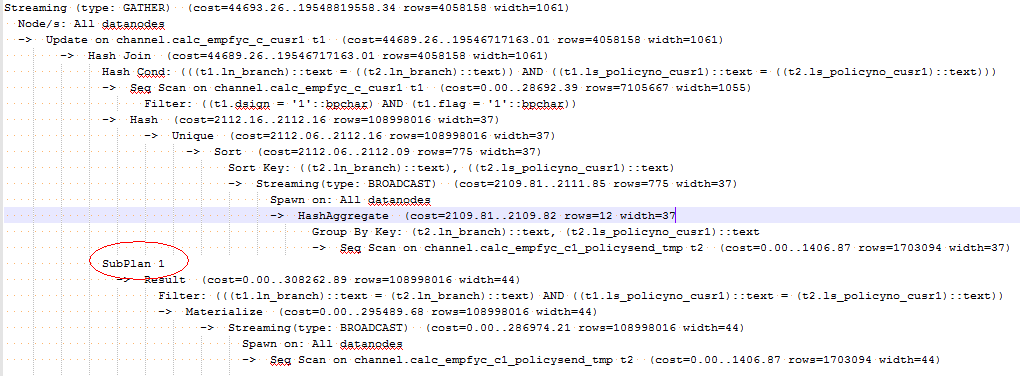 Streaming (type: GATHER)  (cost=44693.26..19548819558.34 rows=4058158 width=1061)
Node/s: All datanodes
->  Update on channel.calc_empfyc_c_cusr1 t1  (cost=44689.26..19546717163.01 rows=4058158 width=1061)
->  Hash Join  (cost=44689.26..19546717163.01 rows=4058158 width=1061)
Hash Cond: (((t1.ln_branch)::text = ((t2.ln_branch)::text)) AND ((t1.ls_policyno_cusr1)::text = ((t2.ls_policyno_cusr1)::text)))
->  Seq Scan on channel.calc_empfyc_c_cusr1 t1  (cost=0.00..28692.39 rows=7105667 width=1055)
Filter: ((t1.dsign = '1'::bpchar) AND (t1.flag = '1'::bpchar))
->  Hash  (cost=2112.16..2112.16 rows=108998016 width=37)
->  Unique  (cost=2112.06..2112.16 rows=108998016 width=37)
->  Sort  (cost=2112.06..2112.09 rows=775 width=37)
Sort Key: ((t2.ln_branch)::text), ((t2.ls_policyno_cusr1)::text)
->  Streaming(type: BROADCAST)  (cost=2109.81..2111.85 rows=775 width=37)
Spawn on: All datanodes
->  HashAggregate  (cost=2109.81..2109.82 rows=12 width=37
Group By Key: (t2.ln_branch)::text, (t2.ls_policyno_cusr1)::text
->  Seq Scan on channel.calc_empfyc_c1_policysend_tmp t2  (cost=0.00..1406.87 rows=1703094 width=37)
SubPlan 1
->  Result  (cost=0.00..308262.89 rows=108998016 width=44)
Filter: (((t1.ln_branch)::text = (t2.ln_branch)::text) AND ((t1.ls_policyno_cusr1)::text = (t2.ls_policyno_cusr1)::text))
->  Materialize  (cost=0.00..295489.68 rows=108998016 width=44)
->  Streaming(type: BROADCAST)  (cost=0.00..286974.21 rows=108998016 width=44)
Spawn on: All datanodes
->  Seq Scan on channel.calc_empfyc_c1_policysend_tmp t2  (cost=0.00..1406.87 rows=1703094 width=44)